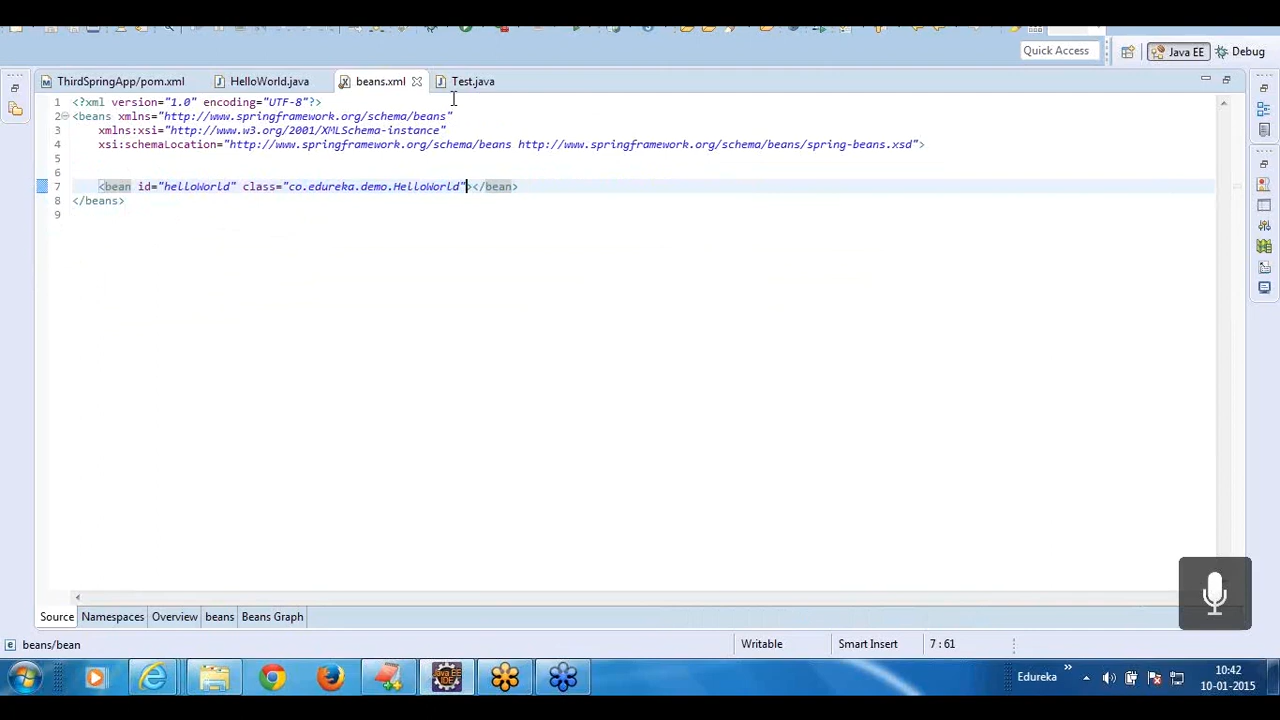 Quick Access
Java EE
Debug
ThirdSpringApp/pom.xml
HelloWorld.java
beans.xml
Test.java
1 <?xml version="1.0" encoding="UTF-8"?>
2 <beans xmlns="http://www.springframework.org/schema/beans"
3 xmlns:xsi="http://www.w3.org/2001/XMLSchema-instance"
4 xsi:schemaLocation="http://www.springframework.org/schema/beans http://www.springframework.org/schema/beans/spring-beans.xsd">
5
6
7 <bean id="helloWorld" class="co.edureka.demo.HelloWorld"></bean>
8 </beans>
9
Source
Namespaces
Overview
beans
Beans Graph
beans/bean
Writable
Smart Insert
7 : 61
Java EE
IDE
Edureka
10:42
10-01-2015